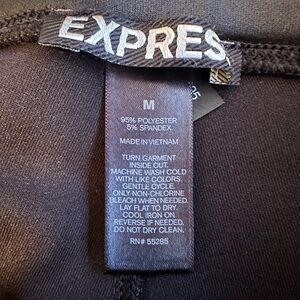 EXPRES
M
95% POLYESTER
5% SPANDEX
MADE IN VIETNAM
TURN GARMENT
INSIDE OUT.
MACHINE WASH COLD
WITH LIKE COLORS.
GENTLE CYCLE.
ONLY NON-CHLORINE
BLEACH WHEN NEEDED.
LAY FLAT TO DRY.
COOL IRON ON
REVERSE IF NEEDED.
DO NOT DRY CLEAN.
RN# 55285